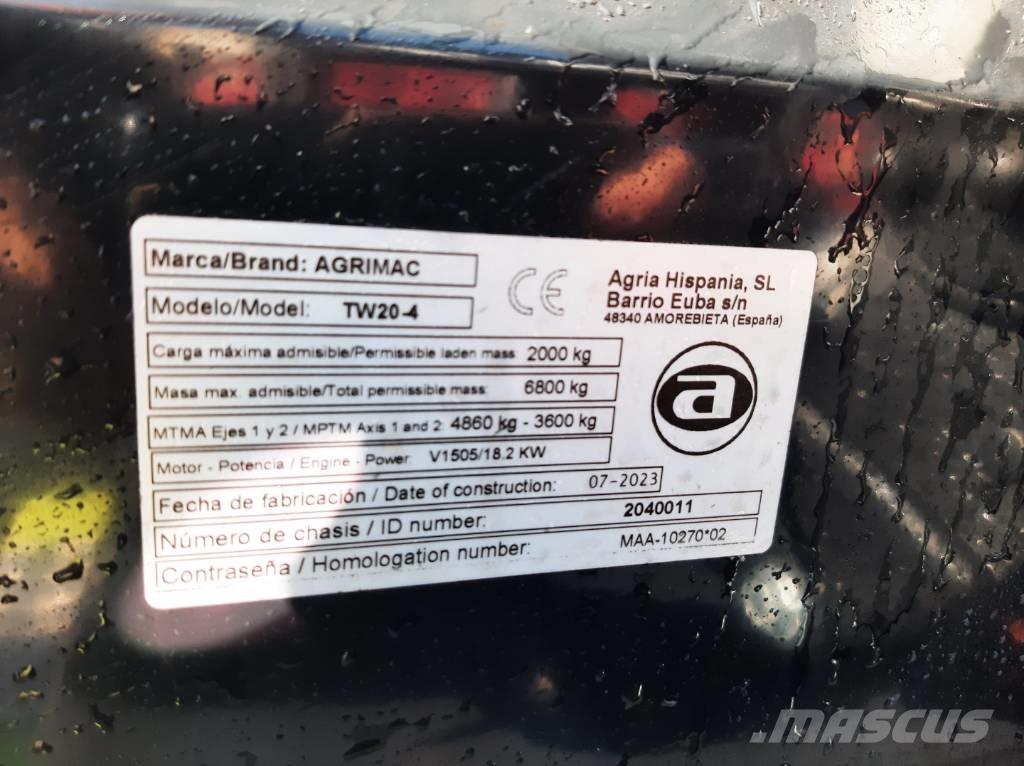 Marca/Brand: AGRIMAC
Modelo/Model: TW20-4
CE
Agria Hispania, SL
Barrio Euba s/n
48340 AMOREBIETA (España)
Carga máxima admisible/Permissible laden mass: 2000 kg
Masa max. admisible/Total permissible mass: 6800 kg
MTMA Ejes 1 y 2 / MPTM Axis 1 and 2: 4860 kg - 3600 kg
Motor - Potencia / Engine - Power: V1505/18.2 KW
Fecha de fabricación / Date of construction: 07-2023
Número de chasis / ID number: 2040011
Contraseña / Homologation number: MAA-10270*02
a
MASCUS